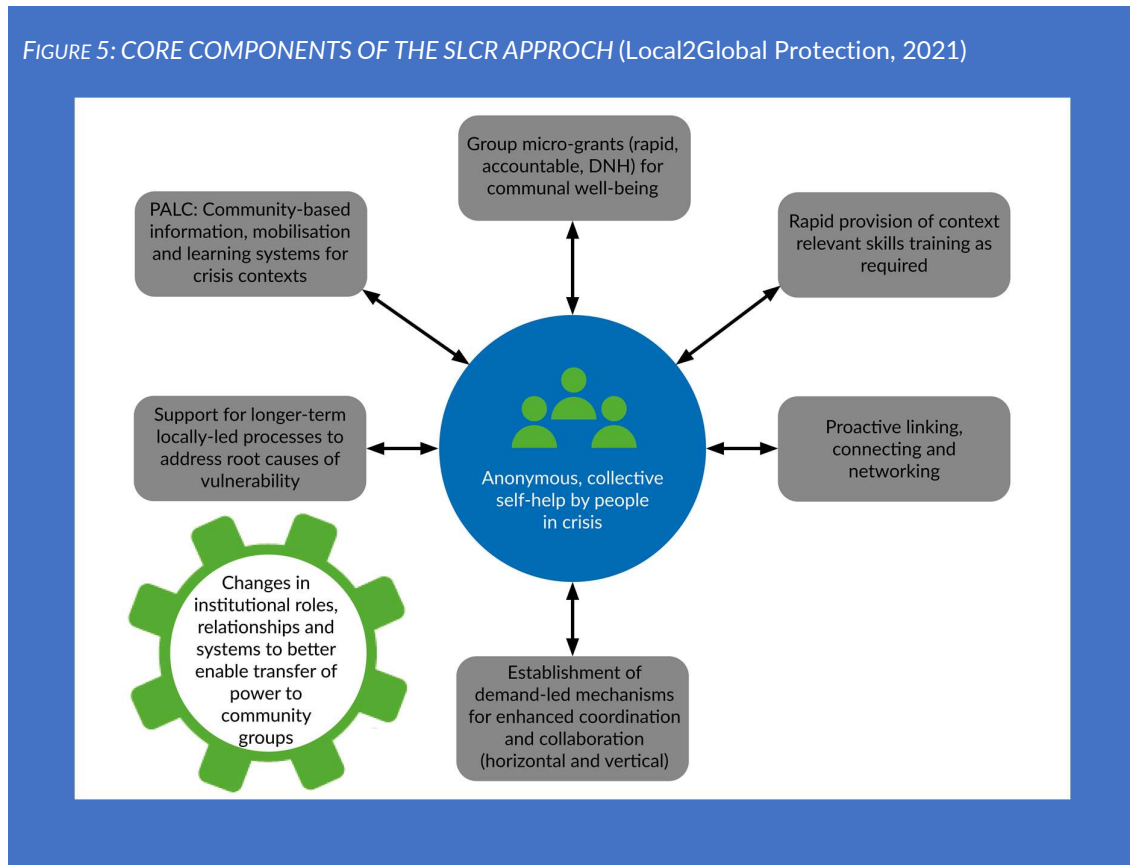 FIGURE 5: CORE COMPONENTS OF THE SLCR APPROCH (Local2Global Protection, 2021)
Group micro-grants (rapid,
accountable, DNH) for
communal well-being
PALC: Community-based
information, mobilisation
and learning systems for
crisis contexts
Rapid provision of context
relevant skills training as
required
Support for longer-term
locally-led processes to
address root causes of
vulnerability
Proactive linking,
connecting and
networking
Anonymous, collective
self-help by people
in crisis
Changes in
institutional roles,
relationships and
systems to better
enable transfer of
power to
community
groups
Establishment of
demand-led mechanisms
for enhanced coordination
and collaboration
(horizontal and vertical)